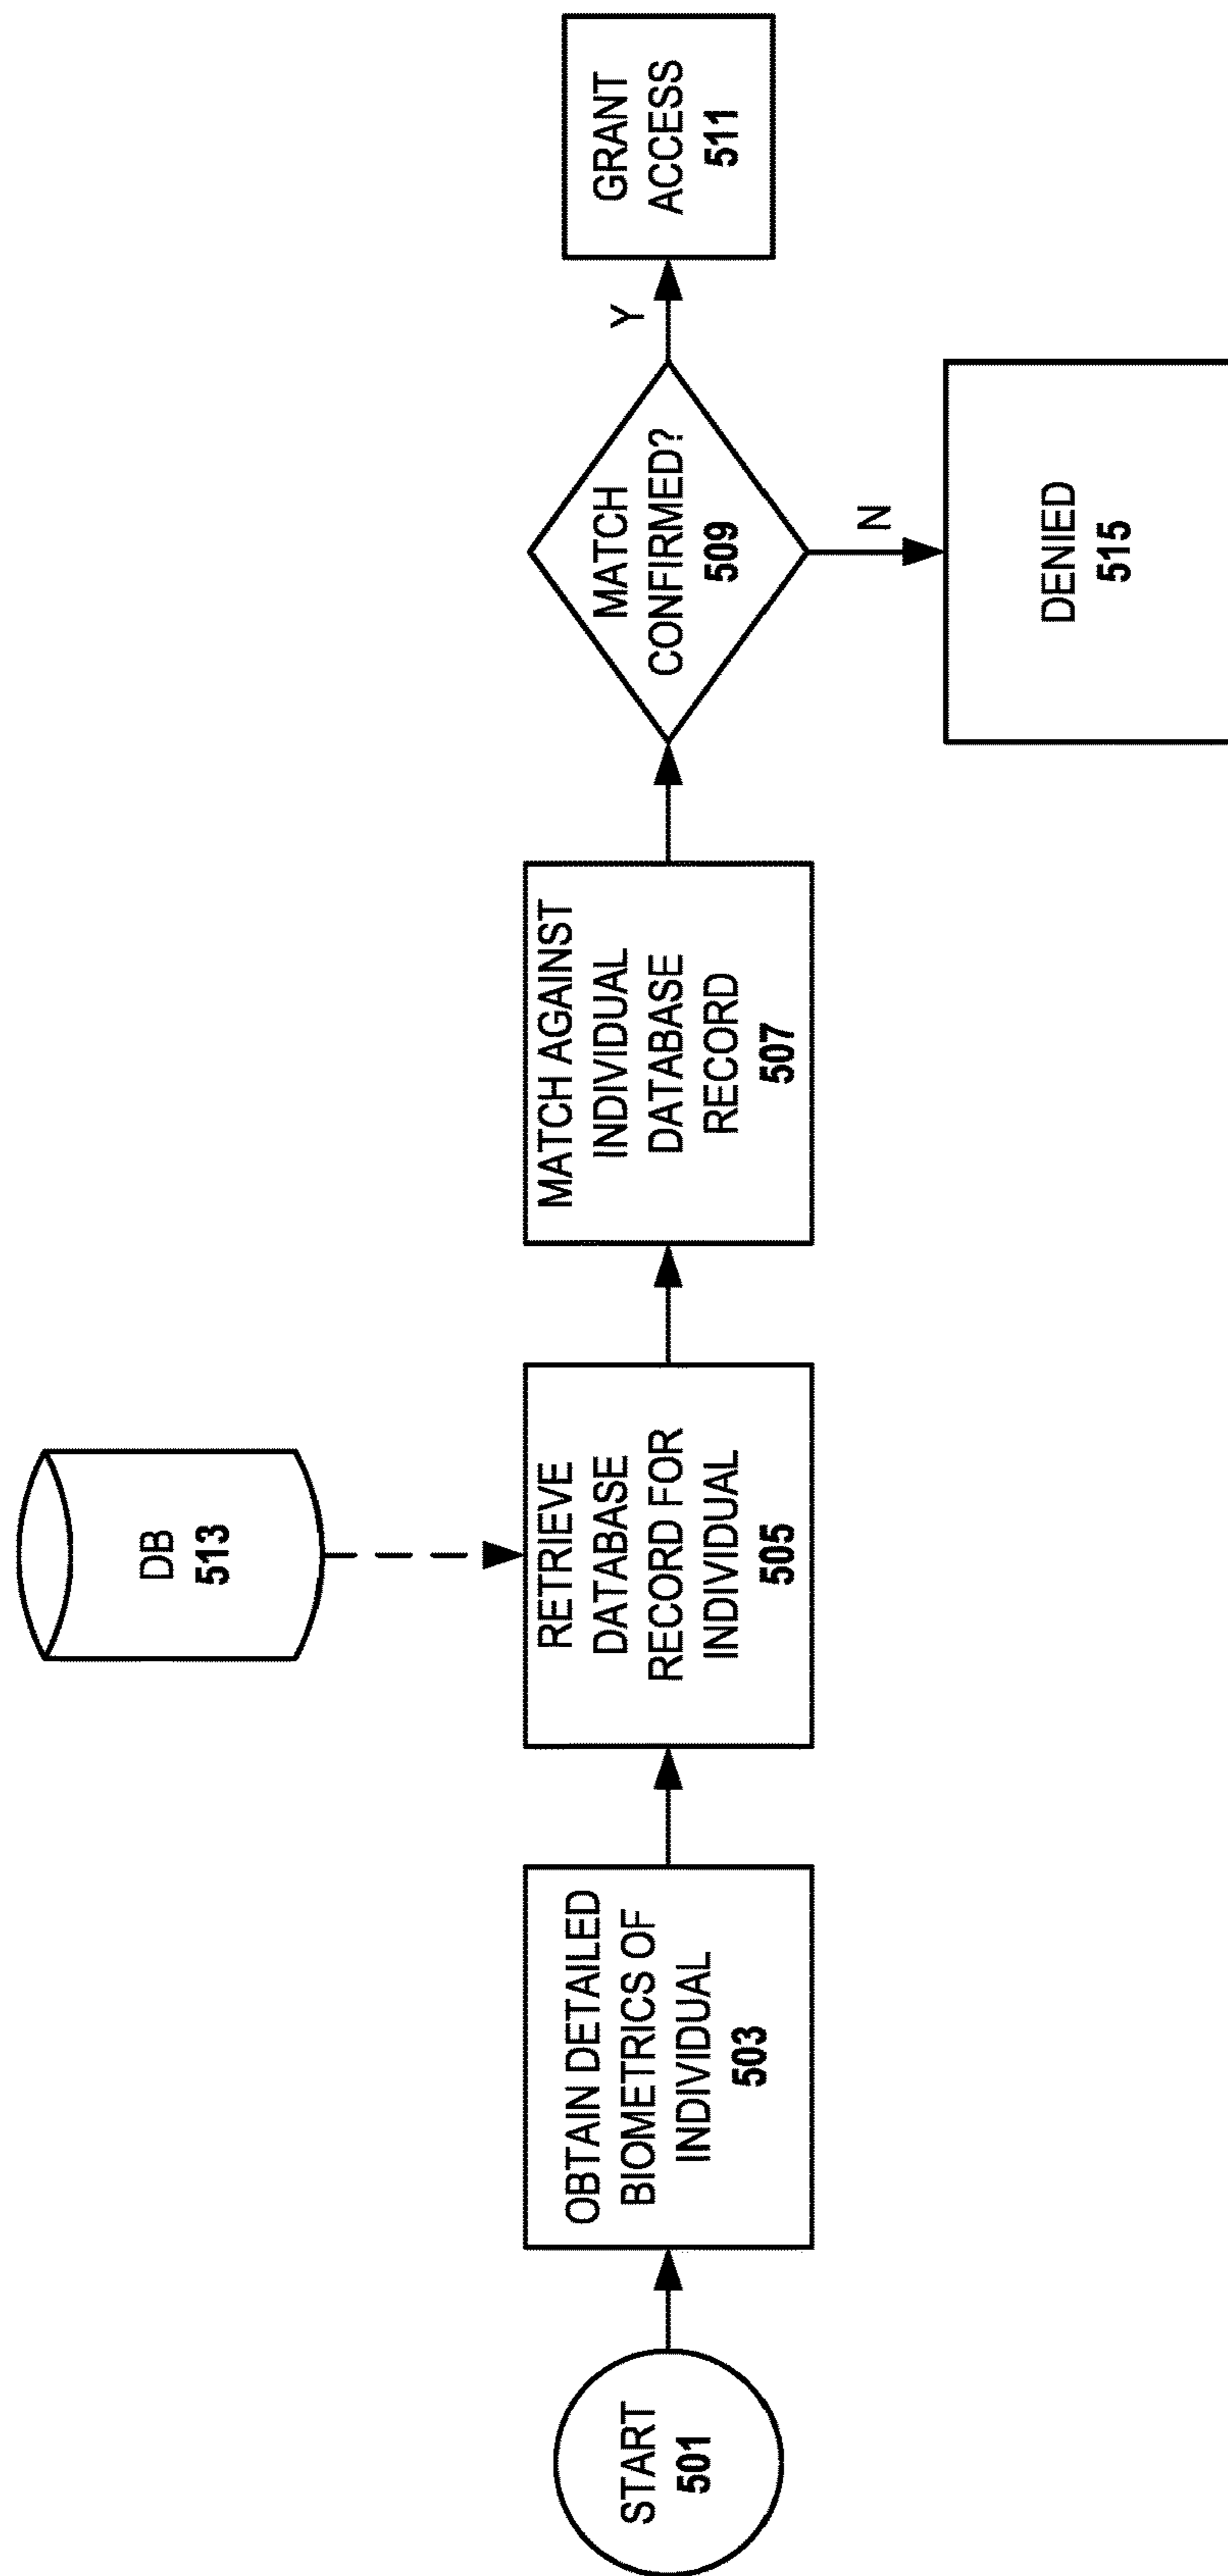 START
501
OBTAIN DETAILED
BIOMETRICS OF
INDIVIDUAL
503
DB
513
RETRIEVE
DATABASE
RECORD FOR
INDIVIDUAL
505
MATCH AGAINST
INDIVIDUAL
DATABASE
RECORD
507
MATCH
CONFIRMED?
509
Y
GRANT
ACCESS
511
N
DENIED
515